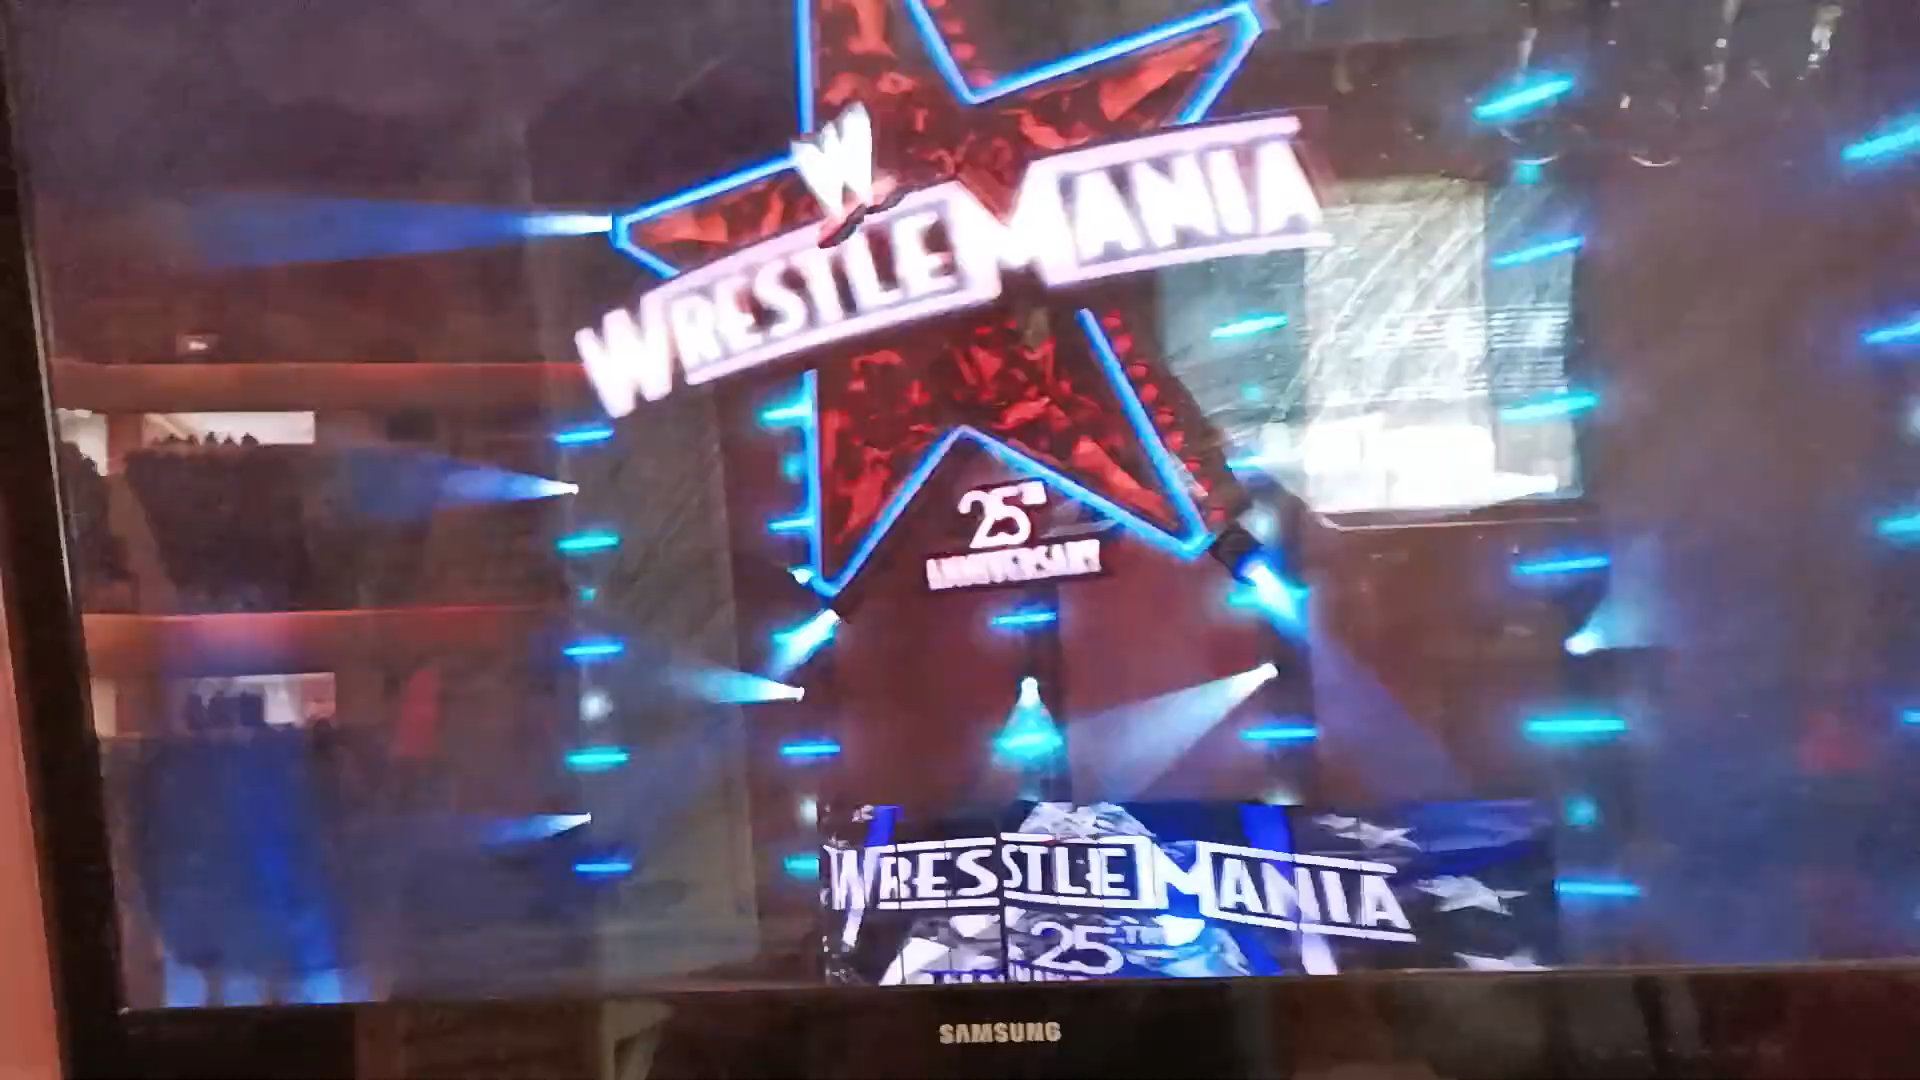 W
WRESTLEMANIA
25TH
ANNIVERSARY
WRESTLEMANIA
25TH
SAMSUNG